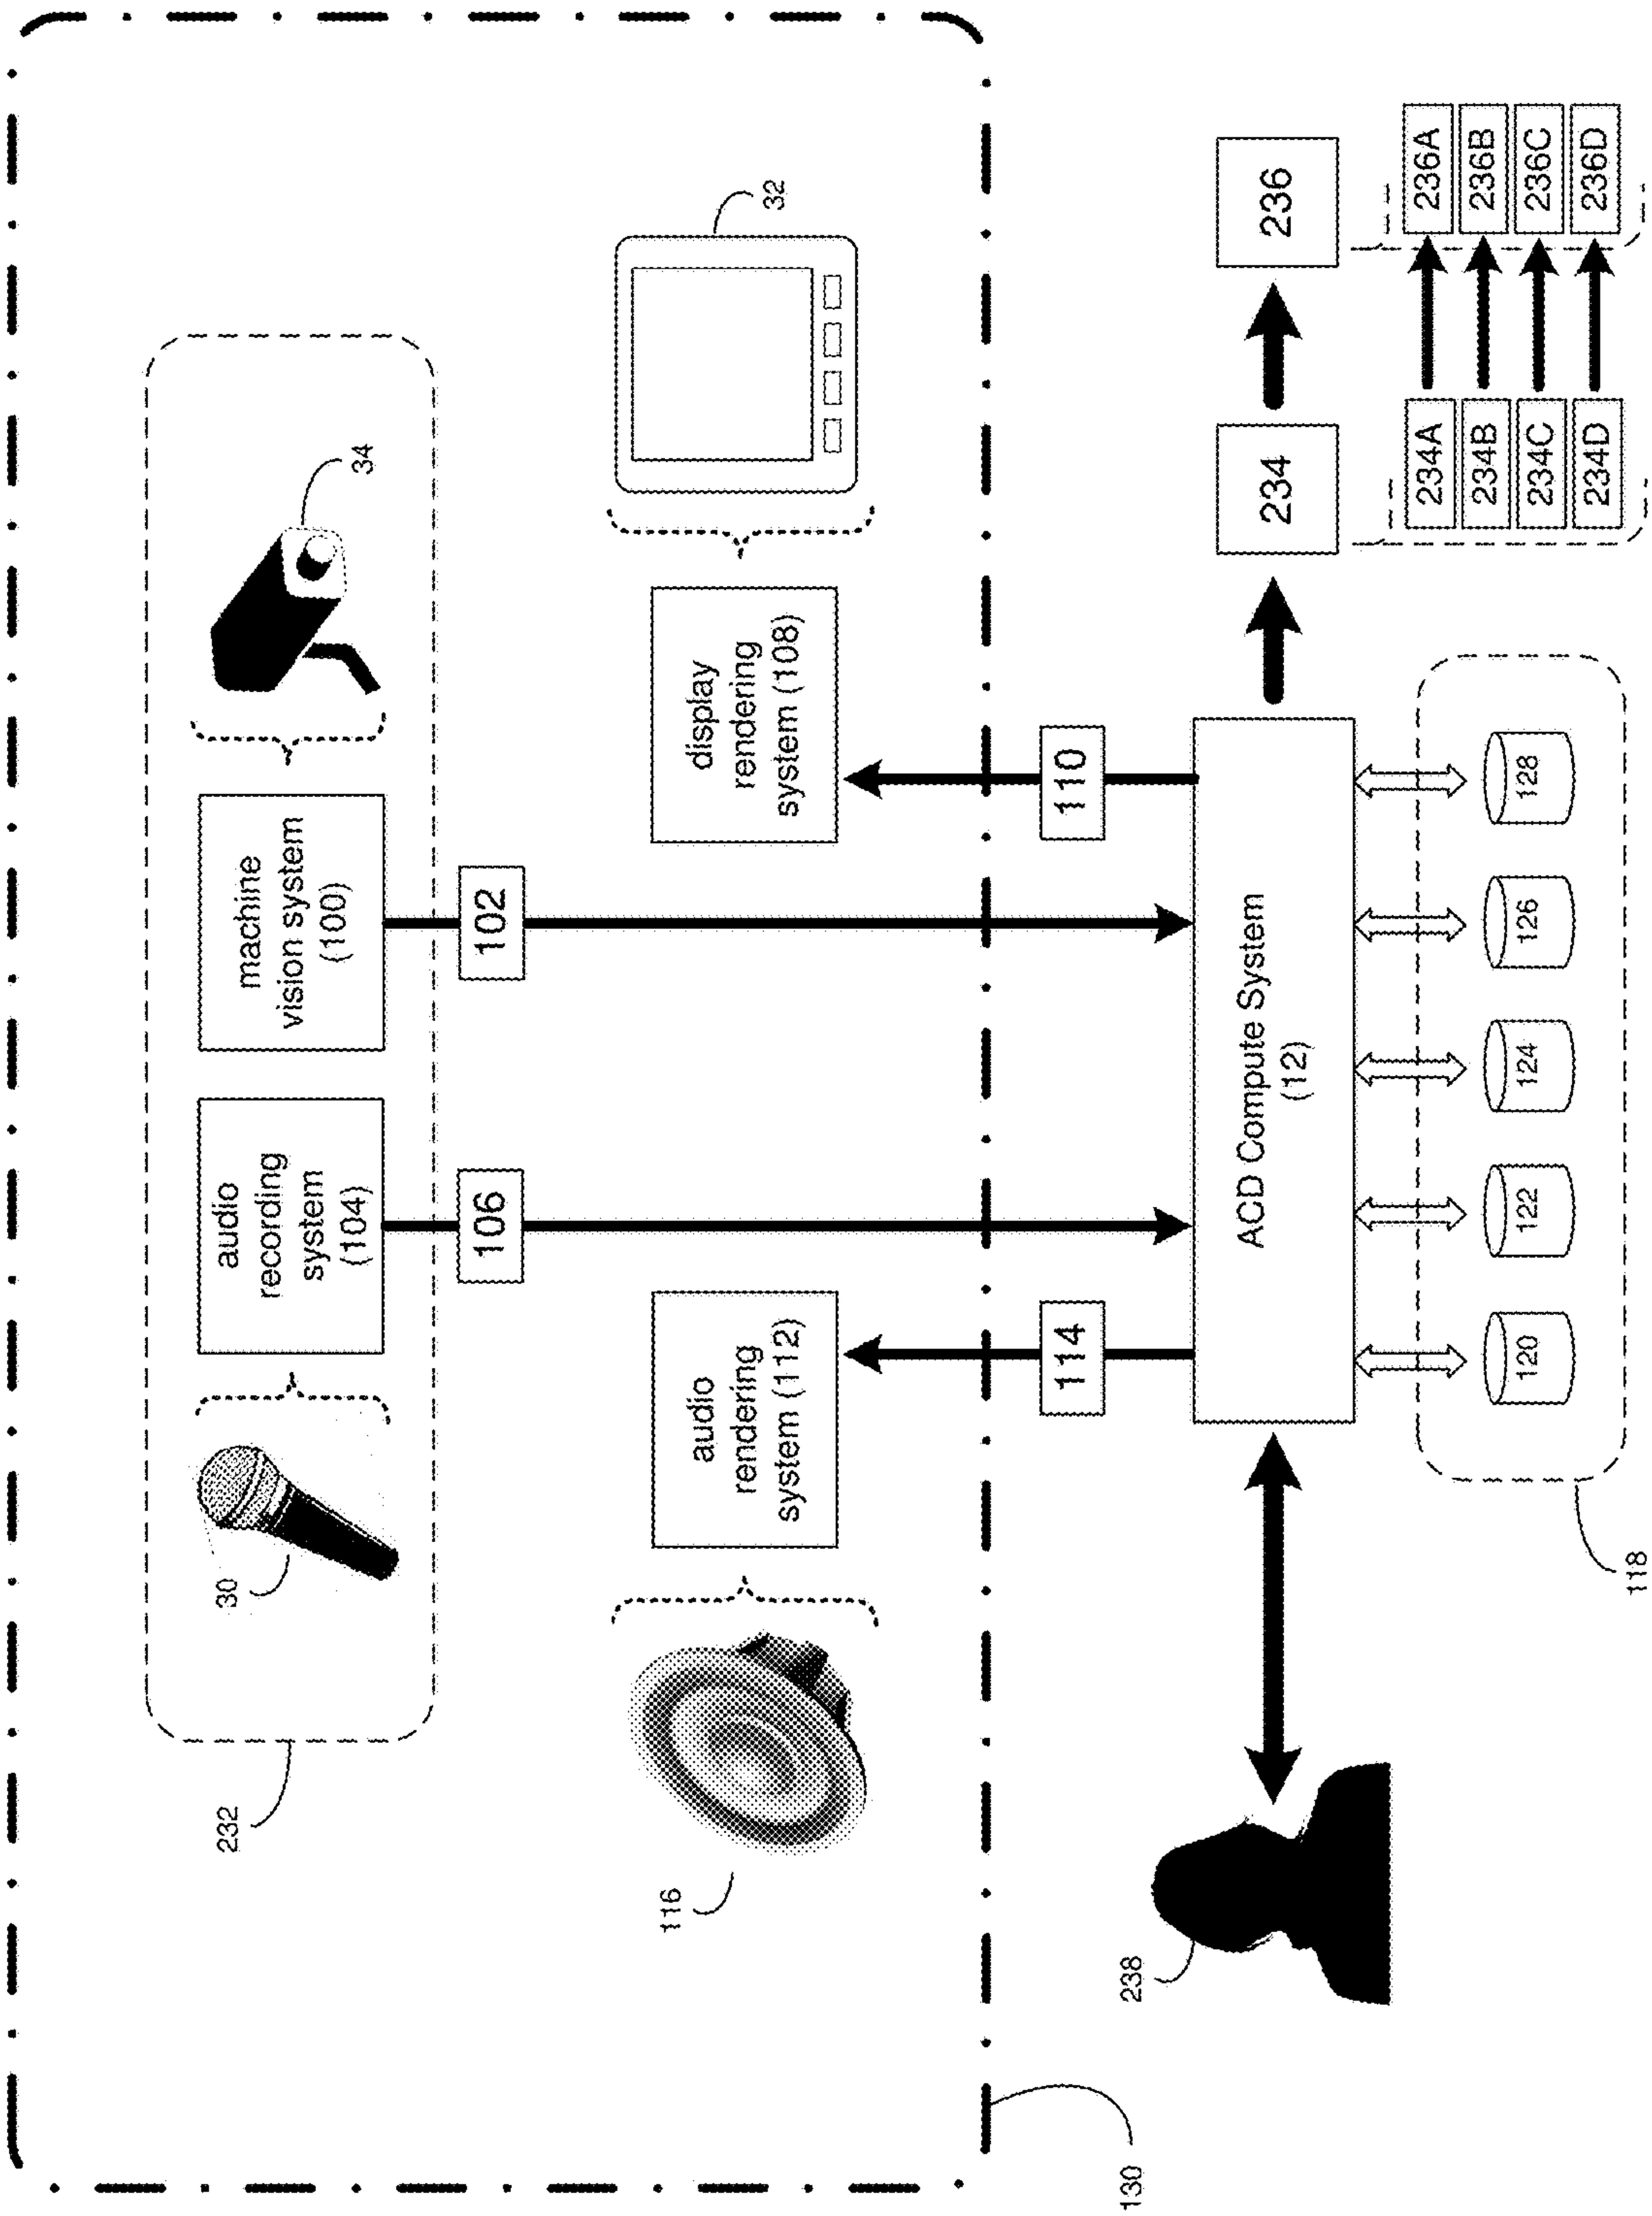 232
30
audio
recording
system
(104)
machine
vision system
(100)
34
106
102
116
audio
rendering
system (112)
display
rendering
system (108)
32
130
114
110
238
ACD Compute System
(12)
234
236
118
120
122
124
126
128
234A
234B
234C
234D
236A
236B
236C
236D